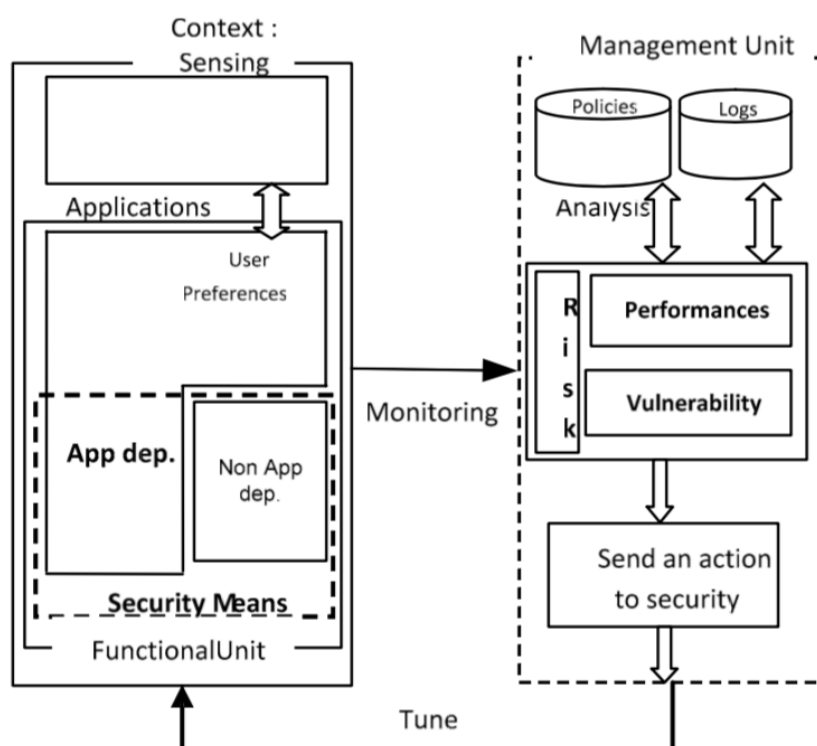 Context :
Sensing
Applications
User
Preferences
App dep.
Non App
dep.
Security Means
FunctionalUnit
Monitoring
Management Unit
Policies
Logs
Analysis
Risk
Performances
Vulnerability
Send an action
to security
Tune